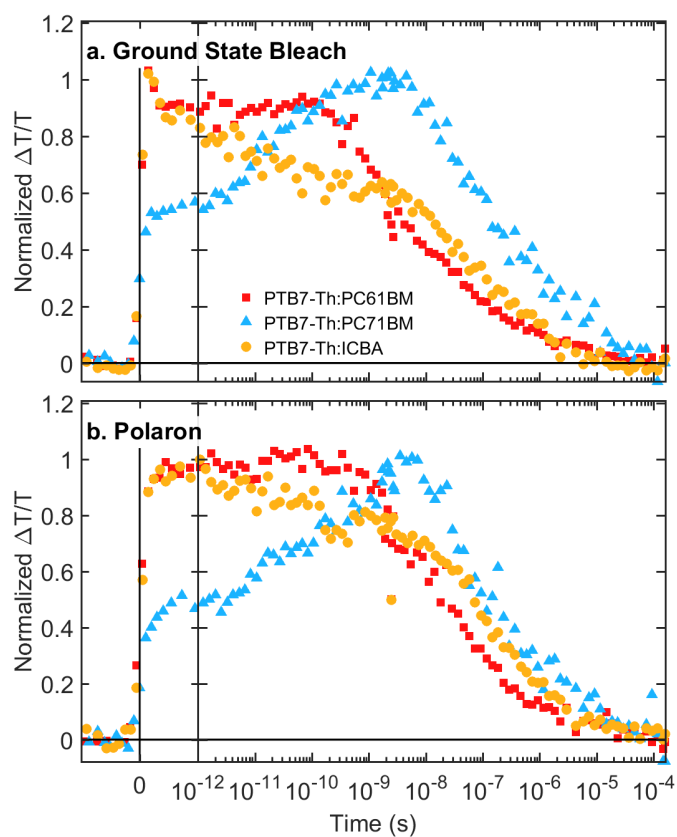 1.2
a. Ground State Bleach
1
0.8
0.6
0.4
0.2
0
Normalized ΔT/T
PTB7-Th:PC61BM
PTB7-Th:PC71BM
PTB7-Th:ICBA
1.2
b. Polaron
1
0.8
0.6
0.4
0.2
0
Normalized ΔT/T
0 10⁻¹² 10⁻¹¹ 10⁻¹⁰ 10⁻⁹ 10⁻⁸ 10⁻⁷ 10⁻⁶ 10⁻⁵ 10⁻⁴
Time (s)